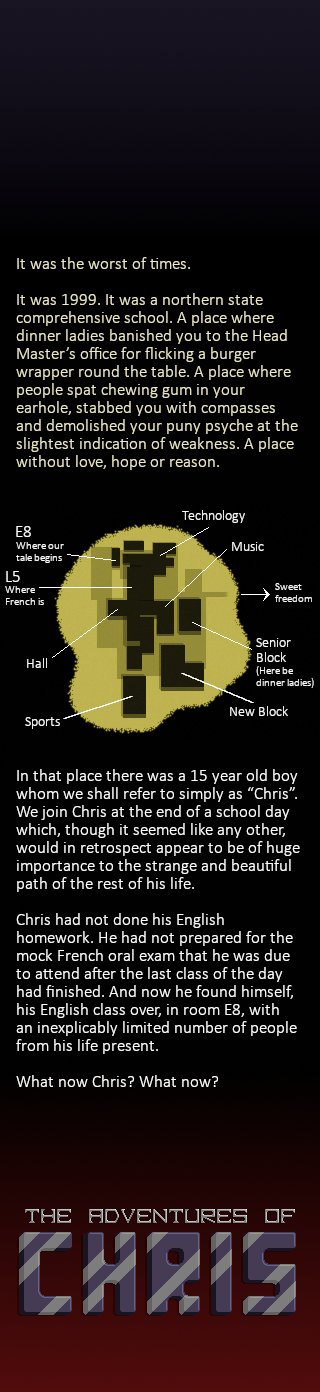 It was the worst of times.
It was 1999. It was a northern state
comprehensive school. A place where
dinner ladies banished you to the Head
Master's office for flicking a burger
wrapper round the table. A place where
people spat chewing gum in your
earhole, stabbed you with compasses
and demolished your puny psyche at the
slightest indication of weakness. A place
without love, hope or reason.
Technology
E8
Where our
tale begins
Music
L5
Where
French is
Sweet
freedom
Senior
Block
(Here be
dinner ladies)
Hall
New Block
Sports
In that place there was a 15 year old boy
whom we shall refer to simply as “Chris”.
We join Chris at the end of a school day
which, though it seemed like any other,
would in retrospect appear to be of huge
importance to the strange and beautiful
path of the rest of his life.
Chris had not done his English
homework. He had not prepared for the
mock French oral exam that he was due
to attend after the last class of the day
had finished. And now he found himself,
his English class over, in room E8, with
an inexplicably limited number of people
from his life present.
What now Chris? What now?
THE ADVENTURES OF
CHRIS